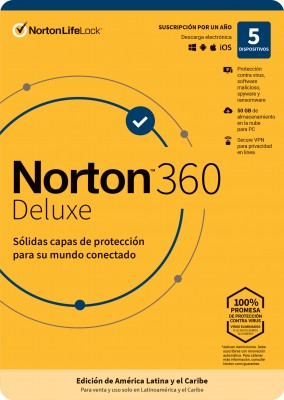 NortonLifeLock
SUSCRIPCIÓN POR UN AÑO
Descarga electrónica
iOS
5
DISPOSITIVOS
Protección
contra virus,
software
malicioso,
spyware y
ransomware
50 GB de
almacenamiento
en la nube
para PC
Secure VPN
para privacidad
en línea
Norton™ 360
Deluxe
Sólidas capas de protección
para su mundo conectado
100%
PROMESA
DE PROTECCIÓN
CONTRA VIRUS*
Edición de América Latina y el Caribe
Para venta y uso solo en Latinoamérica y el Caribe